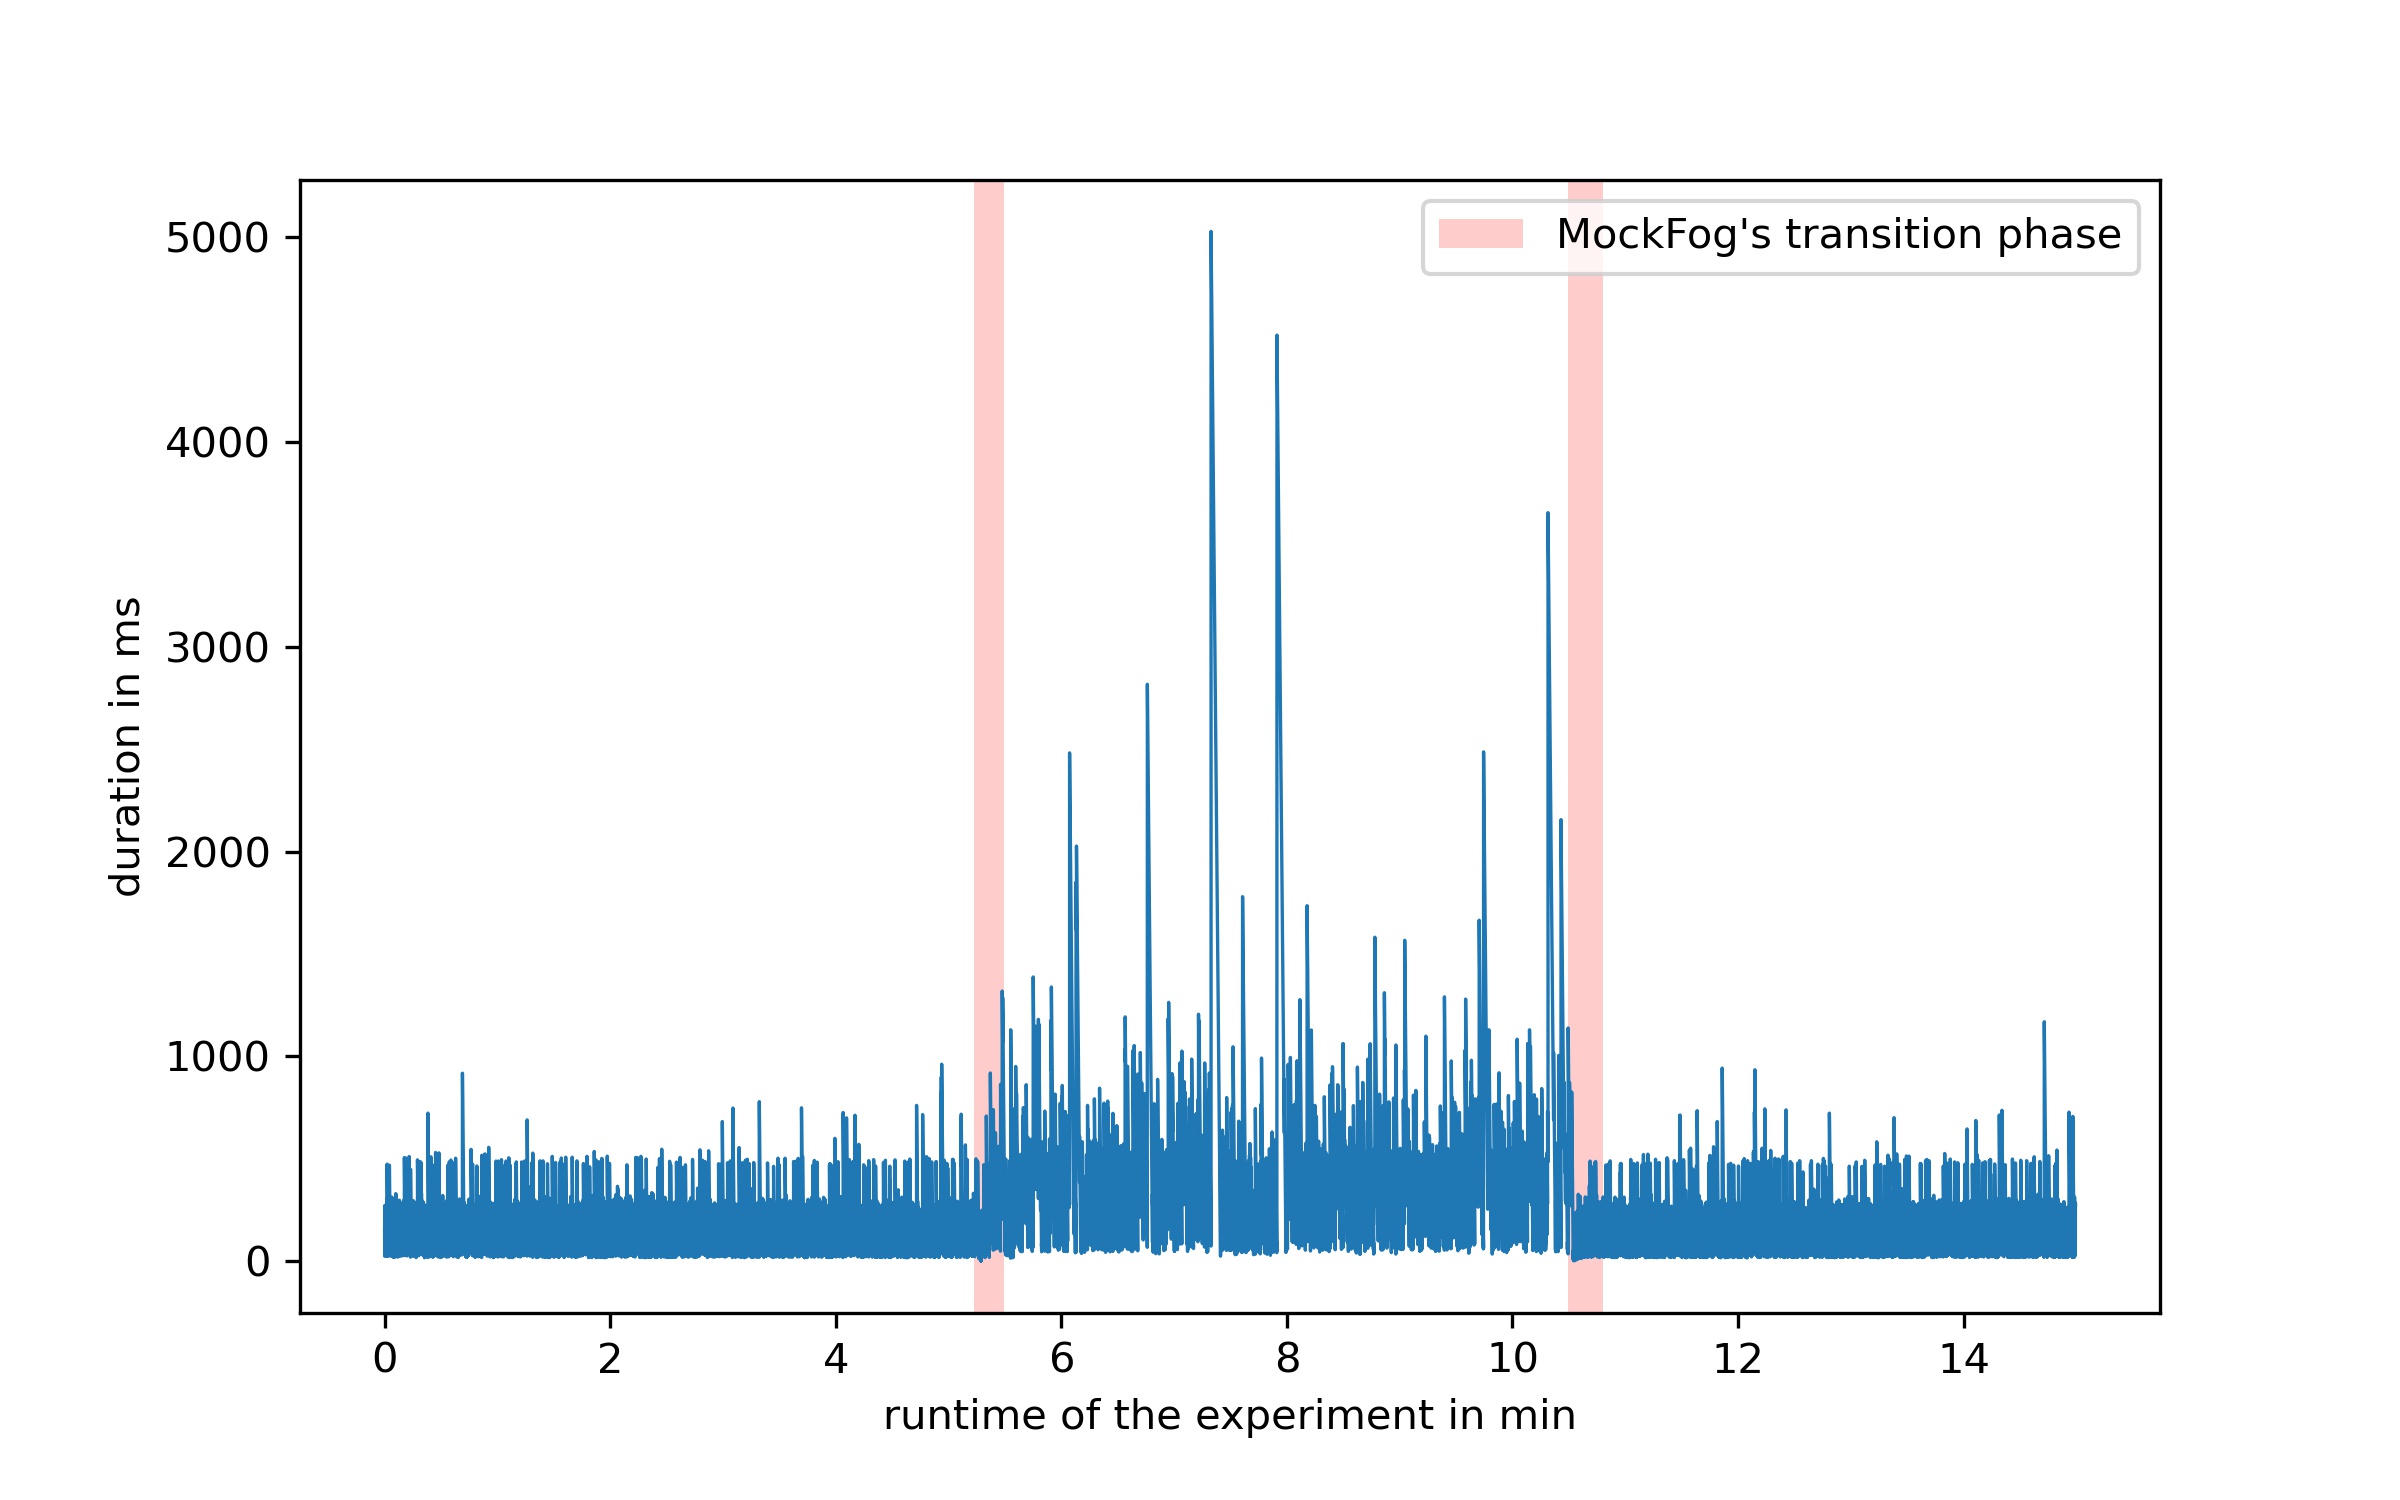 MockFog's transition phase
5000
4000
3000
2000
1000
0
duration in ms
0 2 4 6 8 10 12 14
runtime of the experiment in min